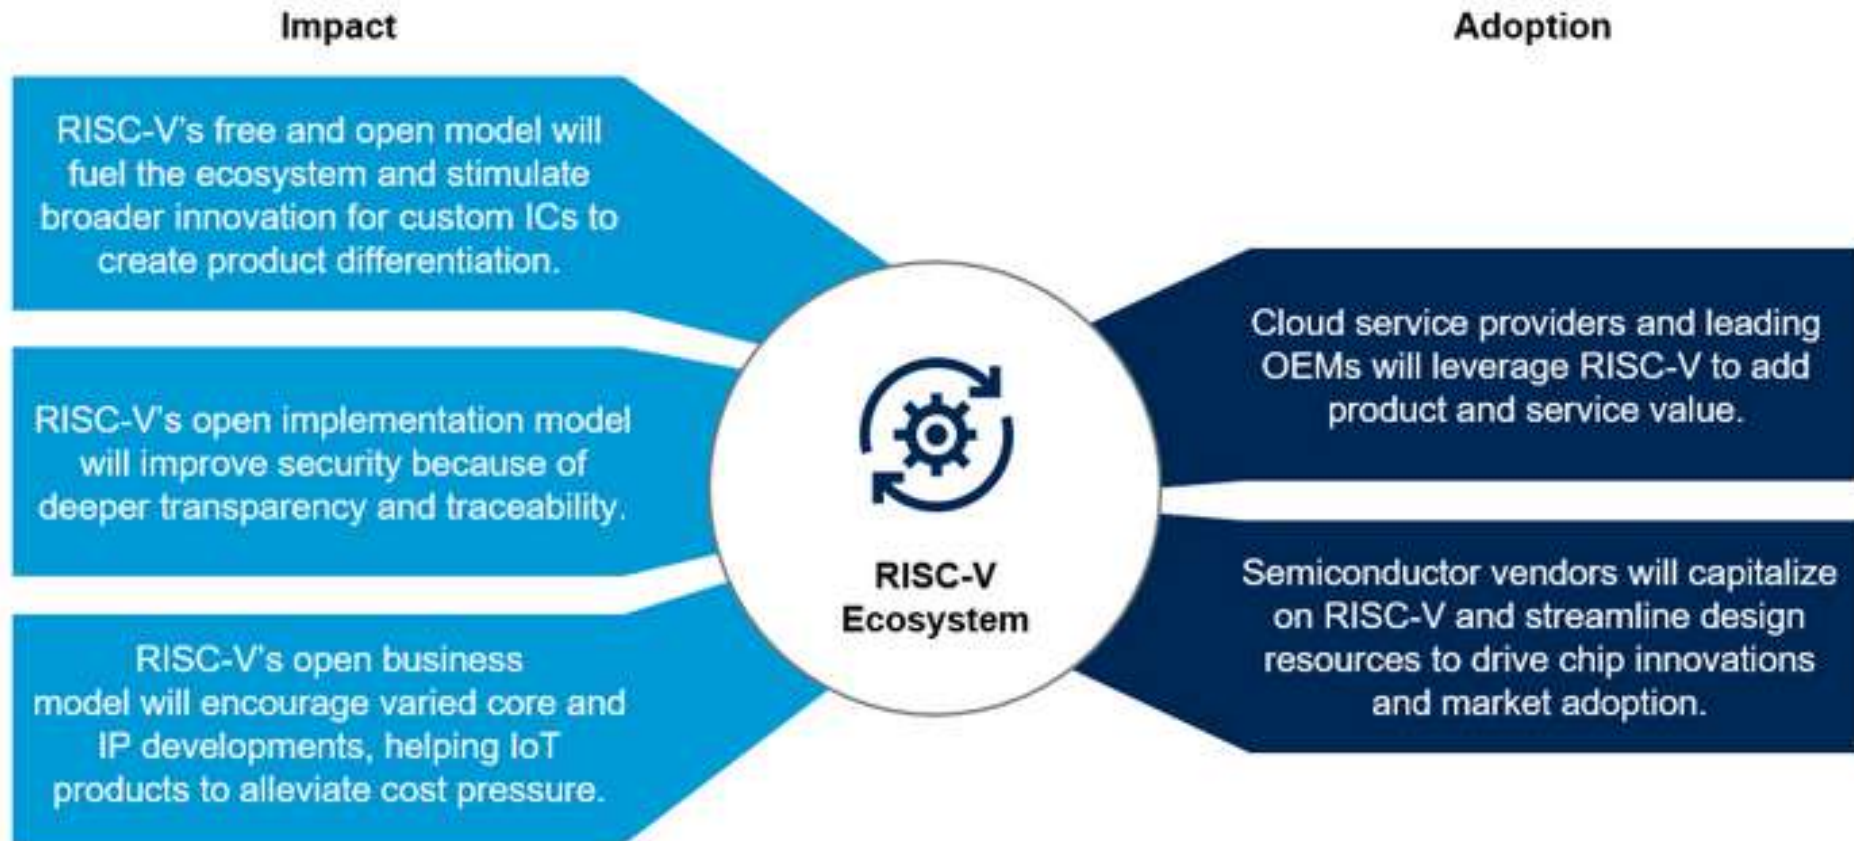 Impact
RISC-V's free and open model will
fuel the ecosystem and stimulate
broader innovation for custom ICs to
create product differentiation.
RISC-V's open implementation model
will improve security because of
deeper transparency and traceability.
RISC-V's open business
model will encourage varied core and
IP developments, helping IoT
products to alleviate cost pressure.
RISC-V
Ecosystem
Adoption
Cloud service providers and leading
OEMs will leverage RISC-V to add
product and service value.
Semiconductor vendors will capitalize
on RISC-V and streamline design
resources to drive chip innovations
and market adoption.